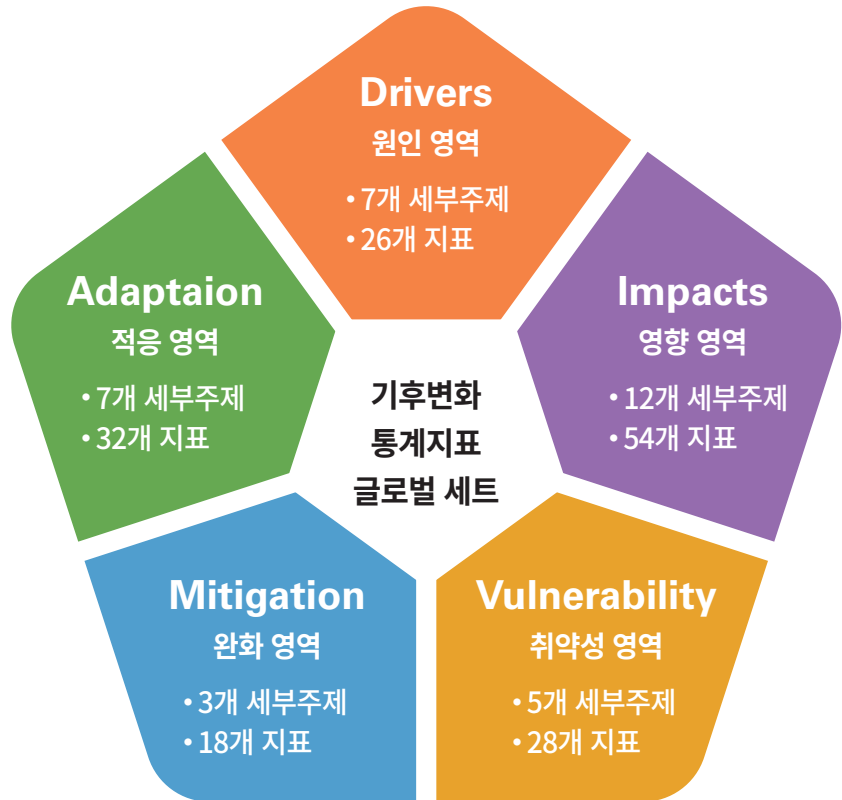 Drivers
원인 영역
• 7개 세부주제
• 26개 지표
Impacts
영향 영역
• 12개 세부주제
• 54개 지표
Vulnerability
취약성 영역
• 5개 세부주제
• 28개 지표
Mitigation
완화 영역
• 3개 세부주제
• 18개 지표
Adaptaion
적응 영역
• 7개 세부주제
• 32개 지표
기후변화
통계지표
글로벌 세트